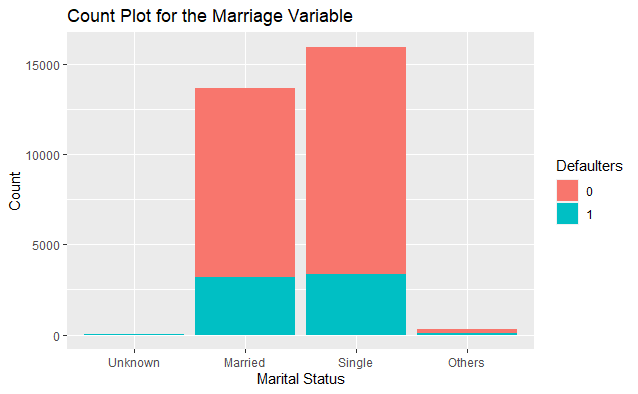 Count Plot for the Marriage Variable
Count
15000
10000
5000
0
Unknown Married Single Others
Marital Status
Defaulters
0
1